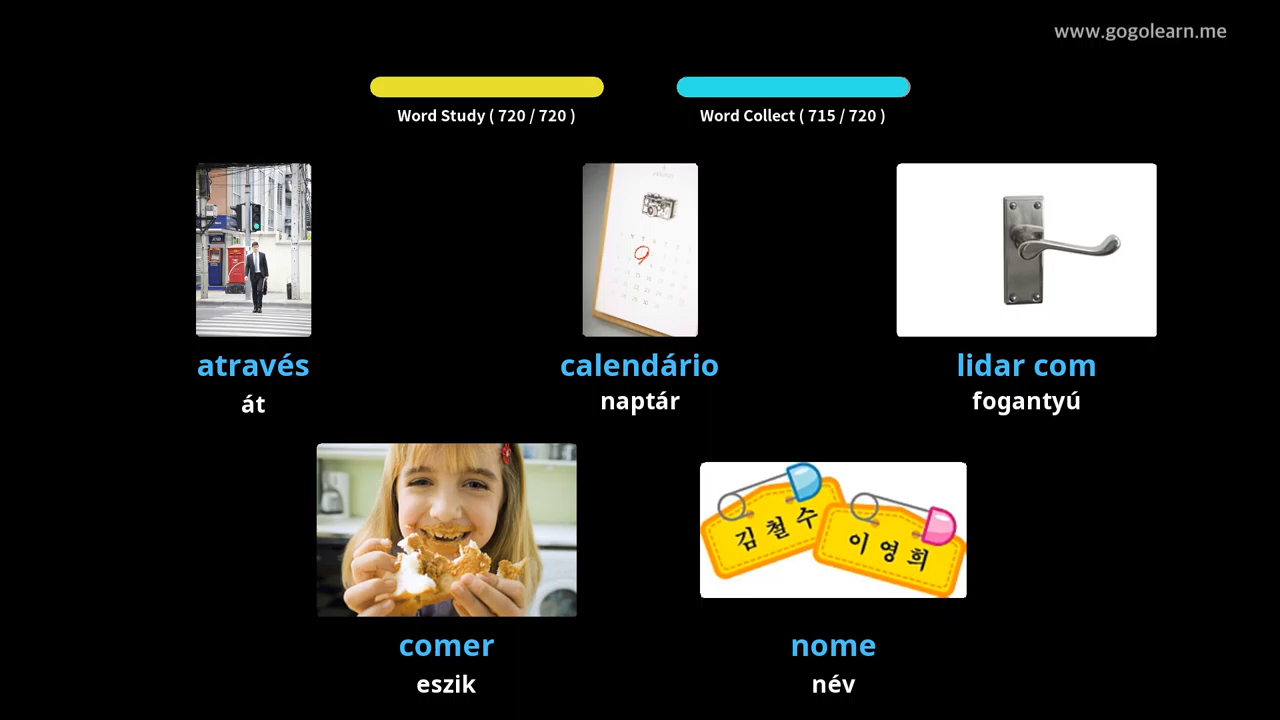 www.gogolearn.me
Word Study ( 720 / 720 )
Word Collect ( 715 / 720 )
através
át
calendário
naptár
lidar com
fogantyú
comer
eszik
김철수
이영희
nome
név